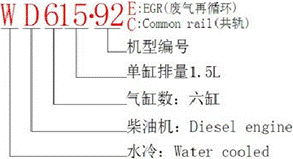 WD615·92 E:EGR(废气再循环)
C:Common rail(共轨)
机型编号
单缸排量1.5L
气缸数：六缸
柴油机：Diesel engine
水冷：Water cooled